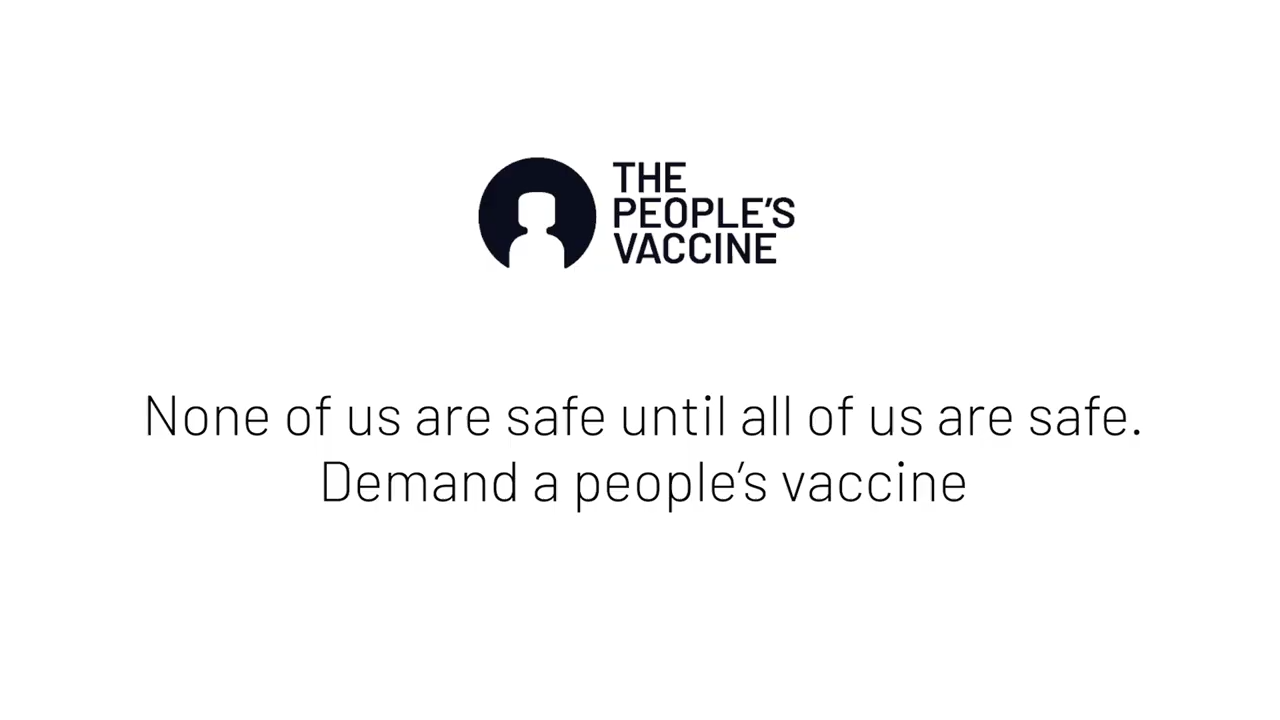 THE
PEOPLE’S
VACCINE
None of us are safe until all of us are safe.
Demand a people’s vaccine